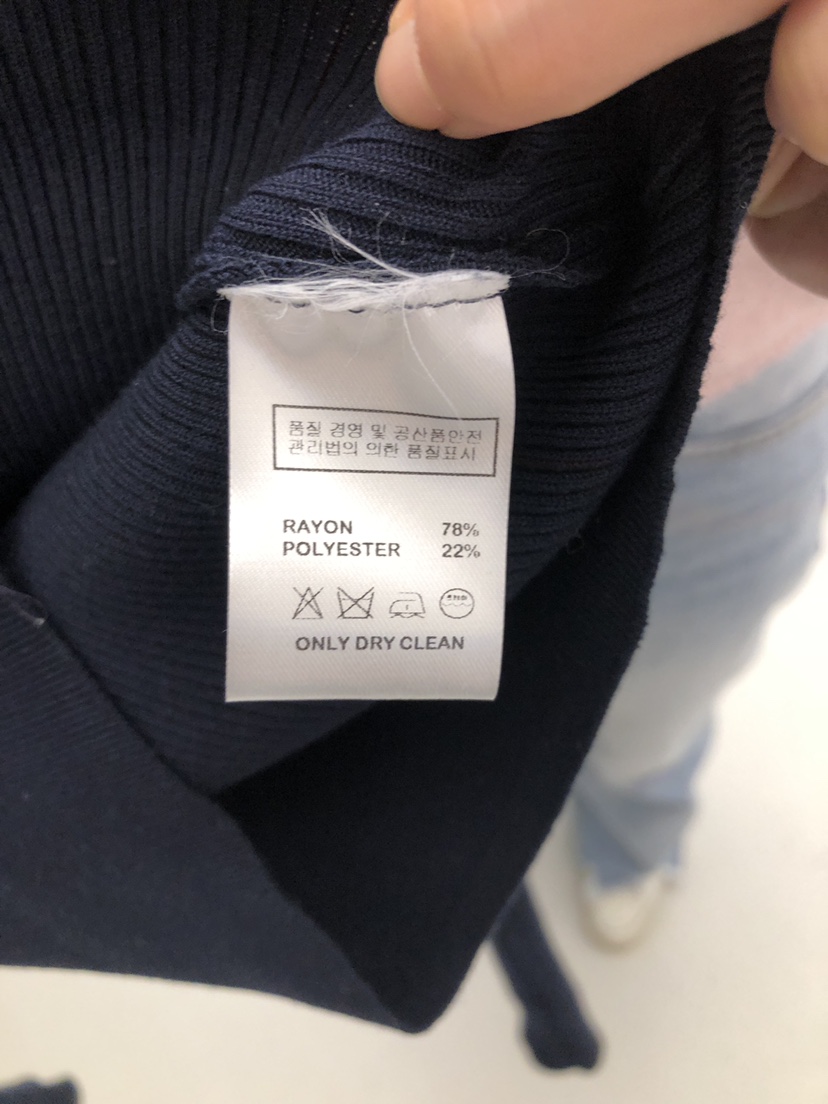 품질 경영 및 공산품안전
관리법의 의한 품질표시
RAYON 78%
POLYESTER 22%
ONLY DRY CLEAN